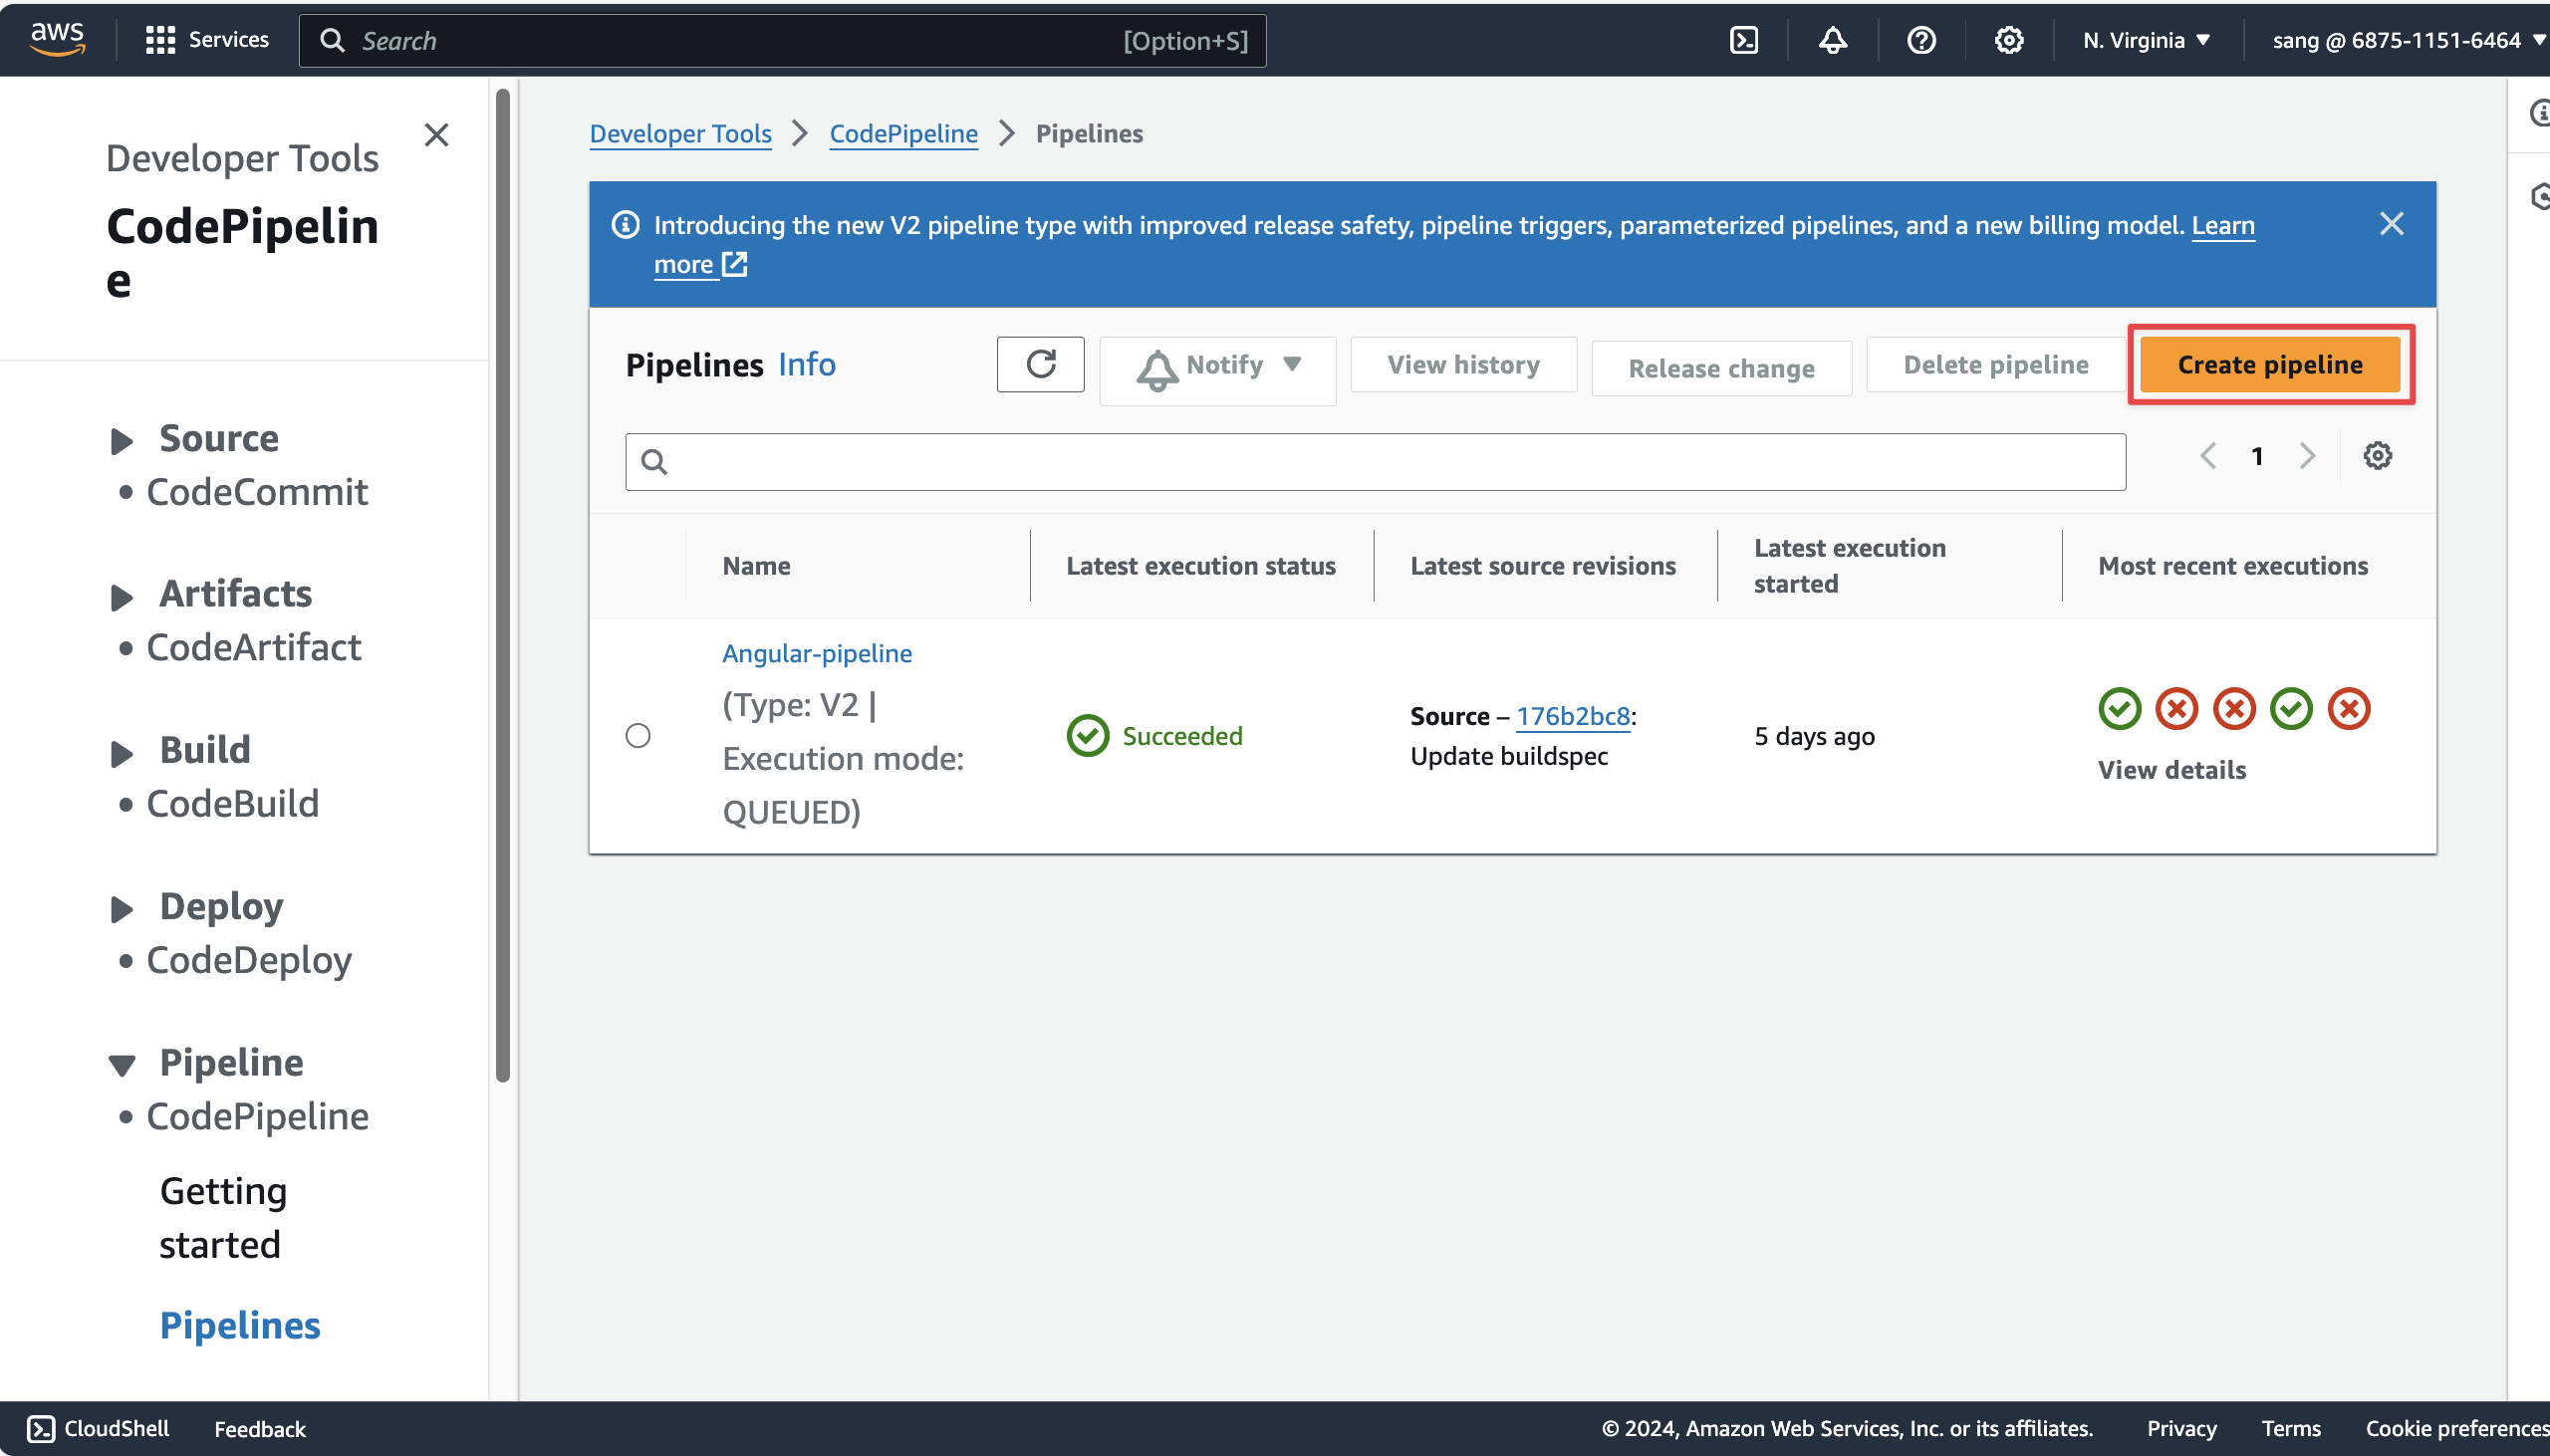 aws
Services
Search
[Option+S]
N. Virginia
sang @ 6875-1151-6464
Developer Tools
CodePipelin
e
Source
CodeCommit
Artifacts
CodeArtifact
Build
CodeBuild
Deploy
CodeDeploy
Pipeline
CodePipeline
Getting
started
Pipelines
Developer Tools
CodePipeline
Pipelines
Introducing the new V2 pipeline type with improved release safety, pipeline triggers, parameterized pipelines, and a new billing model. Learn
more
Pipelines Info
Notify
View history
Release change
Delete pipeline
Create pipeline
1
Name
Latest execution status
Latest source revisions
Latest execution
started
Most recent executions
Angular-pipeline
(Type: V2 |
Execution mode:
QUEUED)
Succeeded
Source – 176b2bc8:
Update buildspec
5 days ago
View details
CloudShell
Feedback
© 2024, Amazon Web Services, Inc. or its affiliates.
Privacy
Terms
Cookie preferences